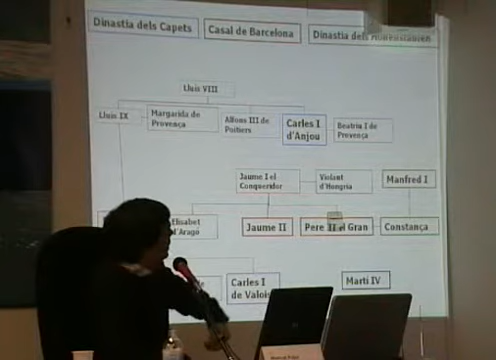 Dinastia dels Capets
Casal de Barcelona
Dinastia dels Hohenstaufen
Lluís VIII
Lluís IX
Margarida de
Provença
Alfons III de
Poitiers
Carles I
d'Anjou
Beatriu I de
Provença
Jaume I el
Conqueridor
Violant
d'Hongria
Manfred I
Elisabet
d'Aragó
Jaume II
Pere II el Gran
Constança
Carles I
de Valois
Martí IV